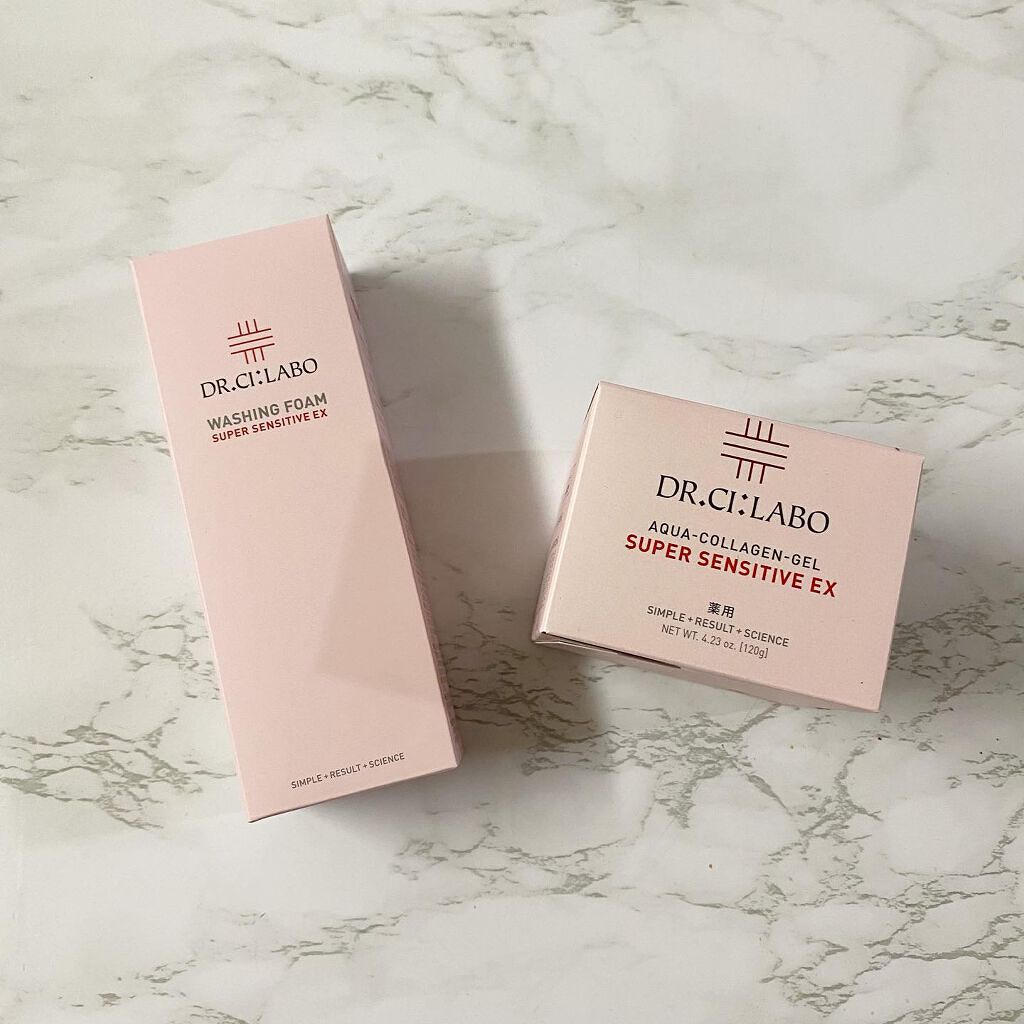 DR.CI:LABO
WASHING FOAM
SUPER SENSITIVE EX
SIMPLE + RESULT + SCIENCE
DR.CI:LABO
AQUA-COLLAGEN-GEL
SUPER SENSITIVE EX
薬用
SIMPLE + RESULT + SCIENCE
NET WT. 4.23 oz. [120g]